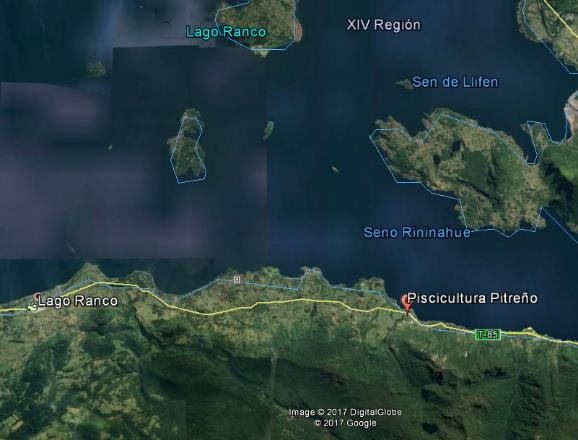 XIV Región
Lago Ranco
Sen de Llifen
Seno Rininahue
Lago Ranco
Piscicultura Pitreño
T-85
Image © 2017 DigitalGlobe
© 2017 Google